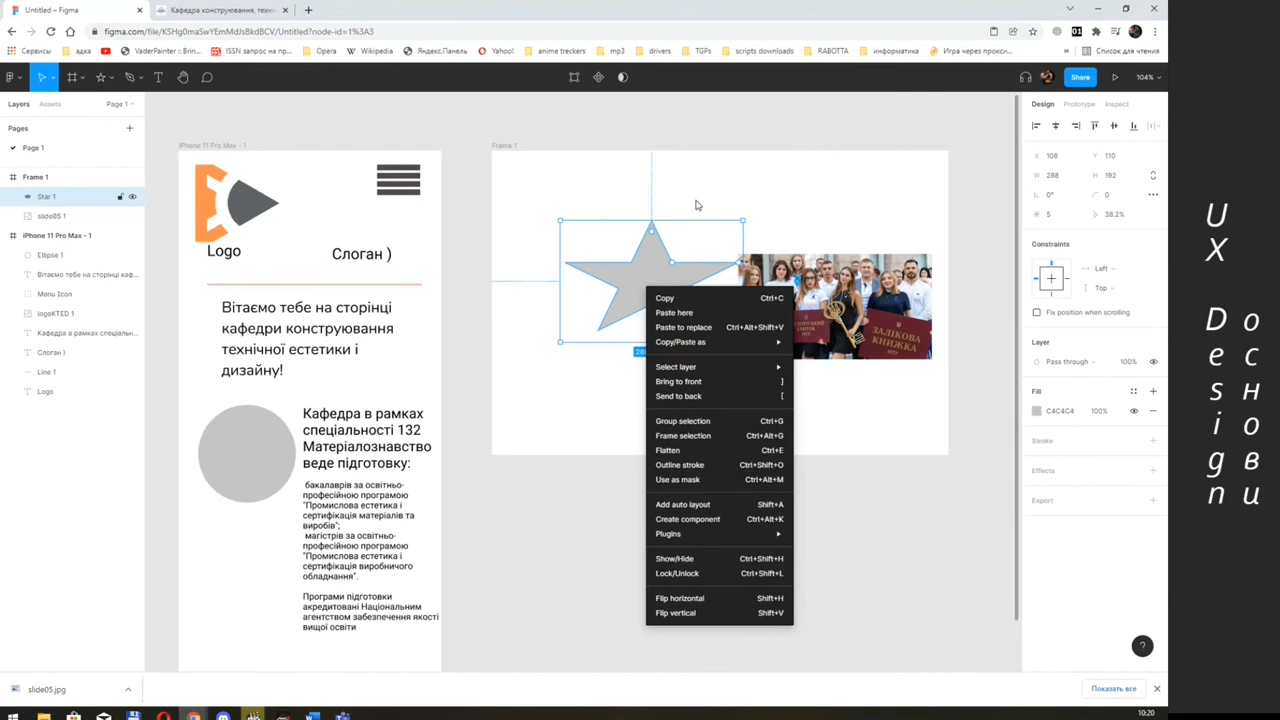 Untitled – Figma
Кафедра конструювання, техні
figma.com/file/KSHg0maSwYEmMdJsBkdBCV/Untitled?node-id=1%3A3
Сервисы
адка
VaderPainter :: Brin...
ISSN запрос на пр...
Opera
Wikipedia
Яндекс.Панель
Yahoo!
anime treckers
mp3
drivers
TGPs
scripts downloads
RABOTTA
информатика
Игра через прокси...
»
Список для чтения
Share
104%
Layers
Assets
Page 1
Pages
Page 1
Frame 1
Star 1
slide05 1
iPhone 11 Pro Max - 1
Ellipse 1
Вітаємо тебе на сторінці каф...
Menu Icon
logoKTED 1
Кафедра в рамках спеціальн...
Слоган )
Line 1
Logo
iPhone 11 Pro Max - 1
Logo
Слоган )
Вітаємо тебе на сторінці
кафедри конструювання
технічної естетики і
дизайну!
Кафедра в рамках
спеціальності 132
Матеріалознавство
веде підготовку:
бакалаврів за освітньо-
професійною програмою
"Промислова естетика і
сертифікація матеріалів та
виробів";
магістрів за освітньо-
професійною програмою
"Промислова естетика і
сертифікація виробничого
обладнання".
Програми підготовки
акредитовані Національним
агентством забезпечення якості
вищої освіти
Frame 1
ЗАЛІКОВА
КНИЖКА
НТУ
Copy Ctrl+C
Paste here
Paste to replace Ctrl+Alt+Shift+V
Copy/Paste as
Select layer
Bring to front ]
Send to back [
Group selection Ctrl+G
Frame selection Ctrl+Alt+G
Flatten Ctrl+E
Outline stroke Ctrl+Shift+O
Use as mask Ctrl+Alt+M
Add auto layout Shift+A
Create component Ctrl+Alt+K
Plugins
Show/Hide Ctrl+Shift+H
Lock/Unlock Ctrl+Shift+L
Flip horizontal Shift+H
Flip vertical Shift+V
Design
Prototype
Inspect
X 108 Y 110
W 288 H 192
0° 0
5 38.2%
Constraints
Left
Top
Fix position when scrolling
Layer
Pass through 100%
Fill
C4C4C4 100%
Stroke
Effects
Export
?
slide05.jpg
Показать все
10:20
UX Design
основи